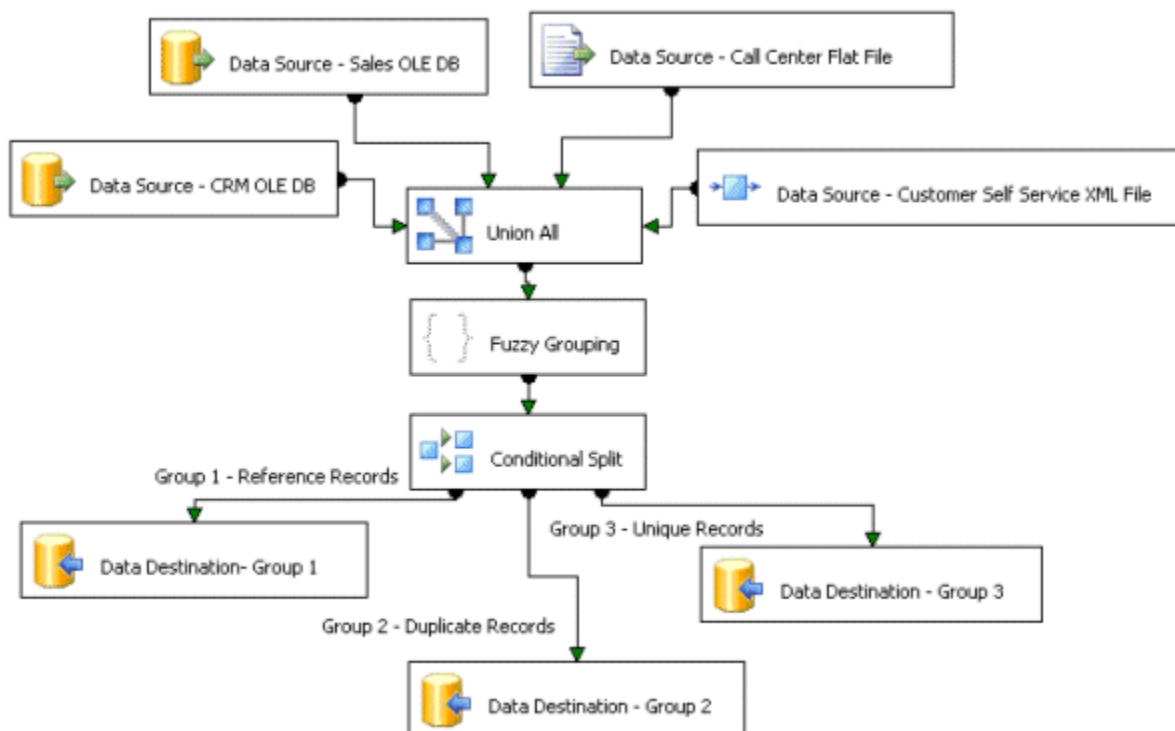 Data Source - Sales OLE DB
Data Source - Call Center Flat File
Data Source - CRM OLE DB
Data Source - Customer Self Service XML File
Union All
Fuzzy Grouping
Conditional Split
Group 1 - Reference Records
Group 3 - Unique Records
Data Destination- Group 1
Data Destination - Group 3
Group 2 - Duplicate Records
Data Destination - Group 2